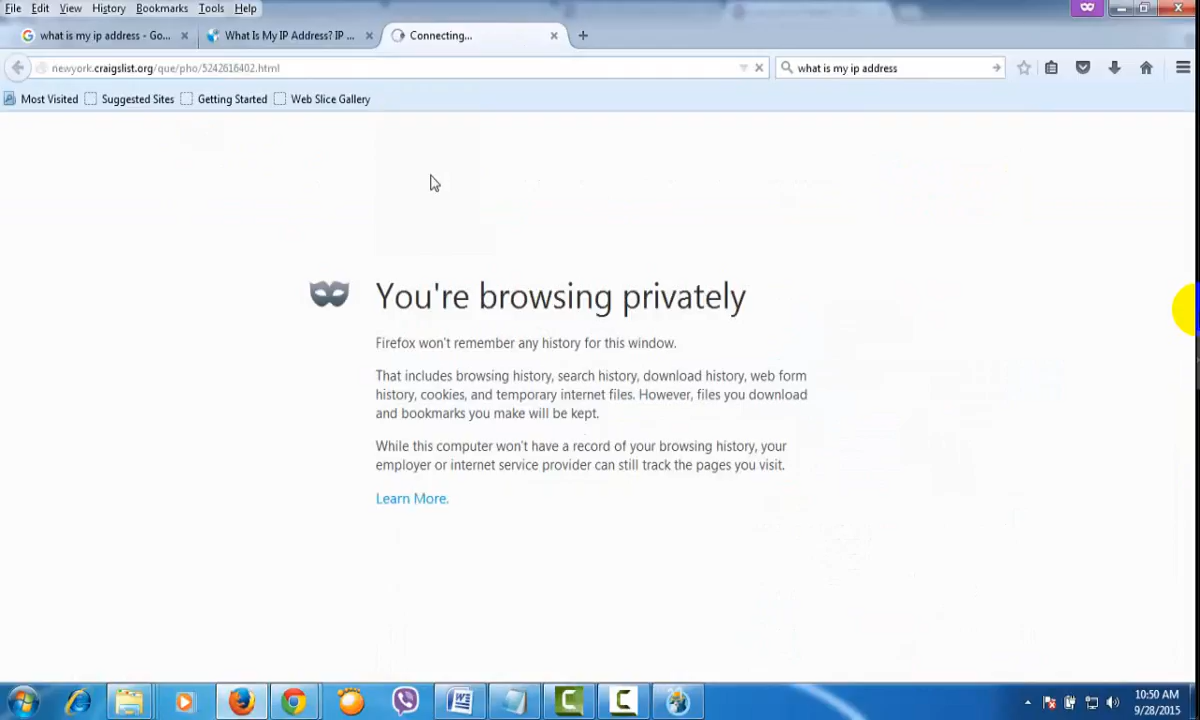 File Edit View History Bookmarks Tools Help
what is my ip address - Go... What Is My IP Address? IP ... Connecting...
newyork.craigslist.org/que/pho/5242616402.html what is my ip address
Most Visited Suggested Sites Getting Started Web Slice Gallery
You're browsing privately
Firefox won't remember any history for this window.
That includes browsing history, search history, download history, web form
history, cookies, and temporary internet files. However, files you download
and bookmarks you make will be kept.
While this computer won't have a record of your browsing history, your
employer or internet service provider can still track the pages you visit.
Learn More.
10:50 AM
9/28/2015